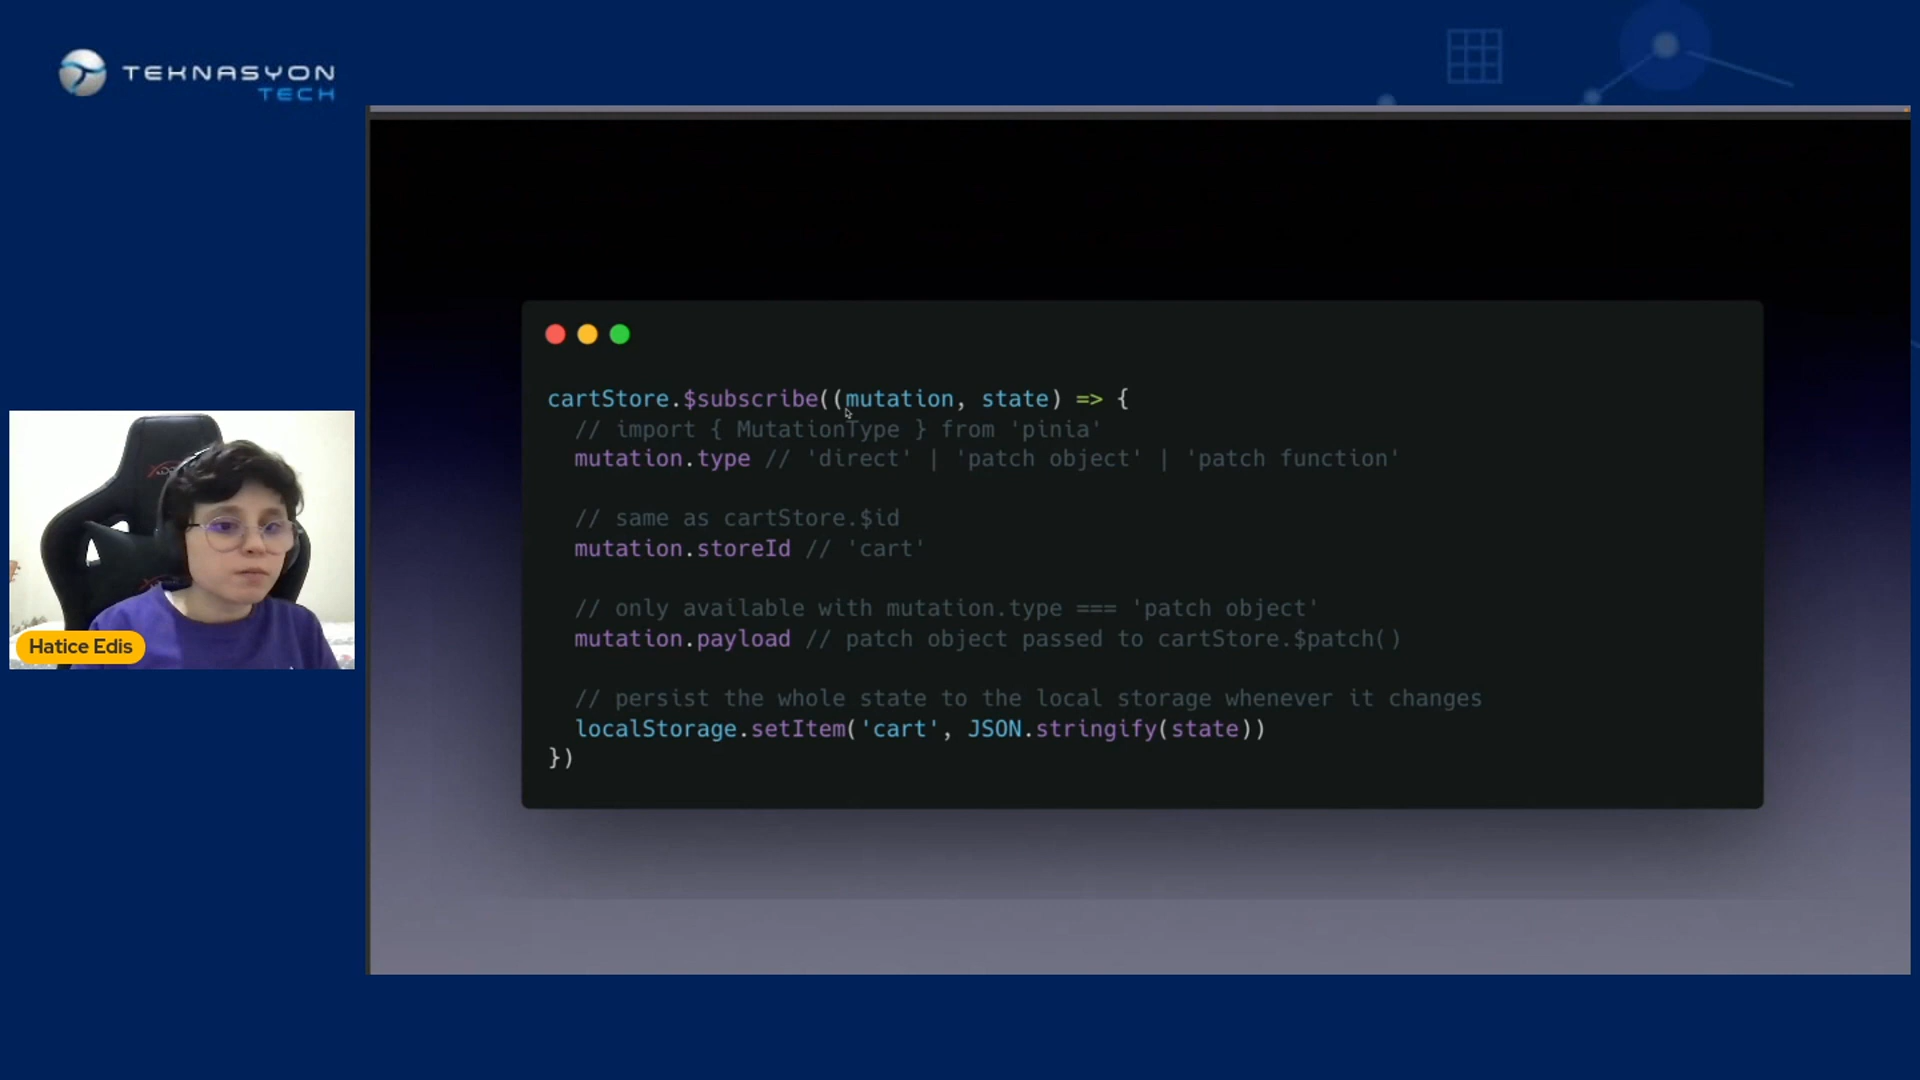 TEKNASYON
TECH
cartStore.$subscribe((mutation, state) => {
// import { MutationType } from 'pinia'
mutation.type // 'direct' | 'patch object' | 'patch function'
// same as cartStore.$id
mutation.storeId // 'cart'
// only available with mutation.type === 'patch object'
mutation.payload // patch object passed to cartStore.$patch()
// persist the whole state to the local storage whenever it changes
localStorage.setItem('cart', JSON.stringify(state))
})
Hatice Edis